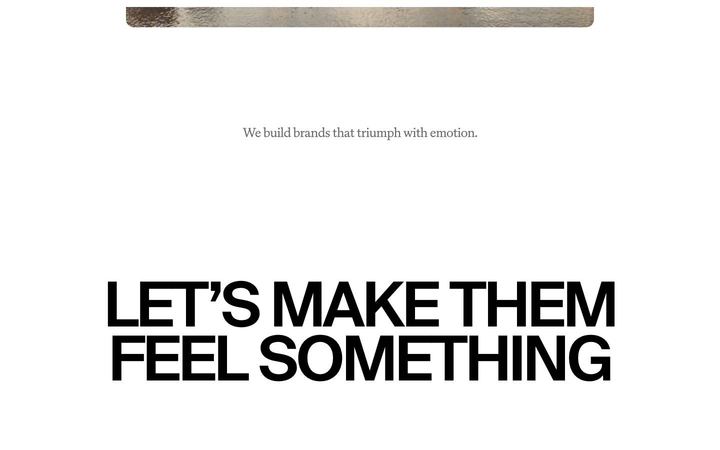 We build brands that triumph with emotion.
LET’S MAKE THEM
FEEL SOMETHING